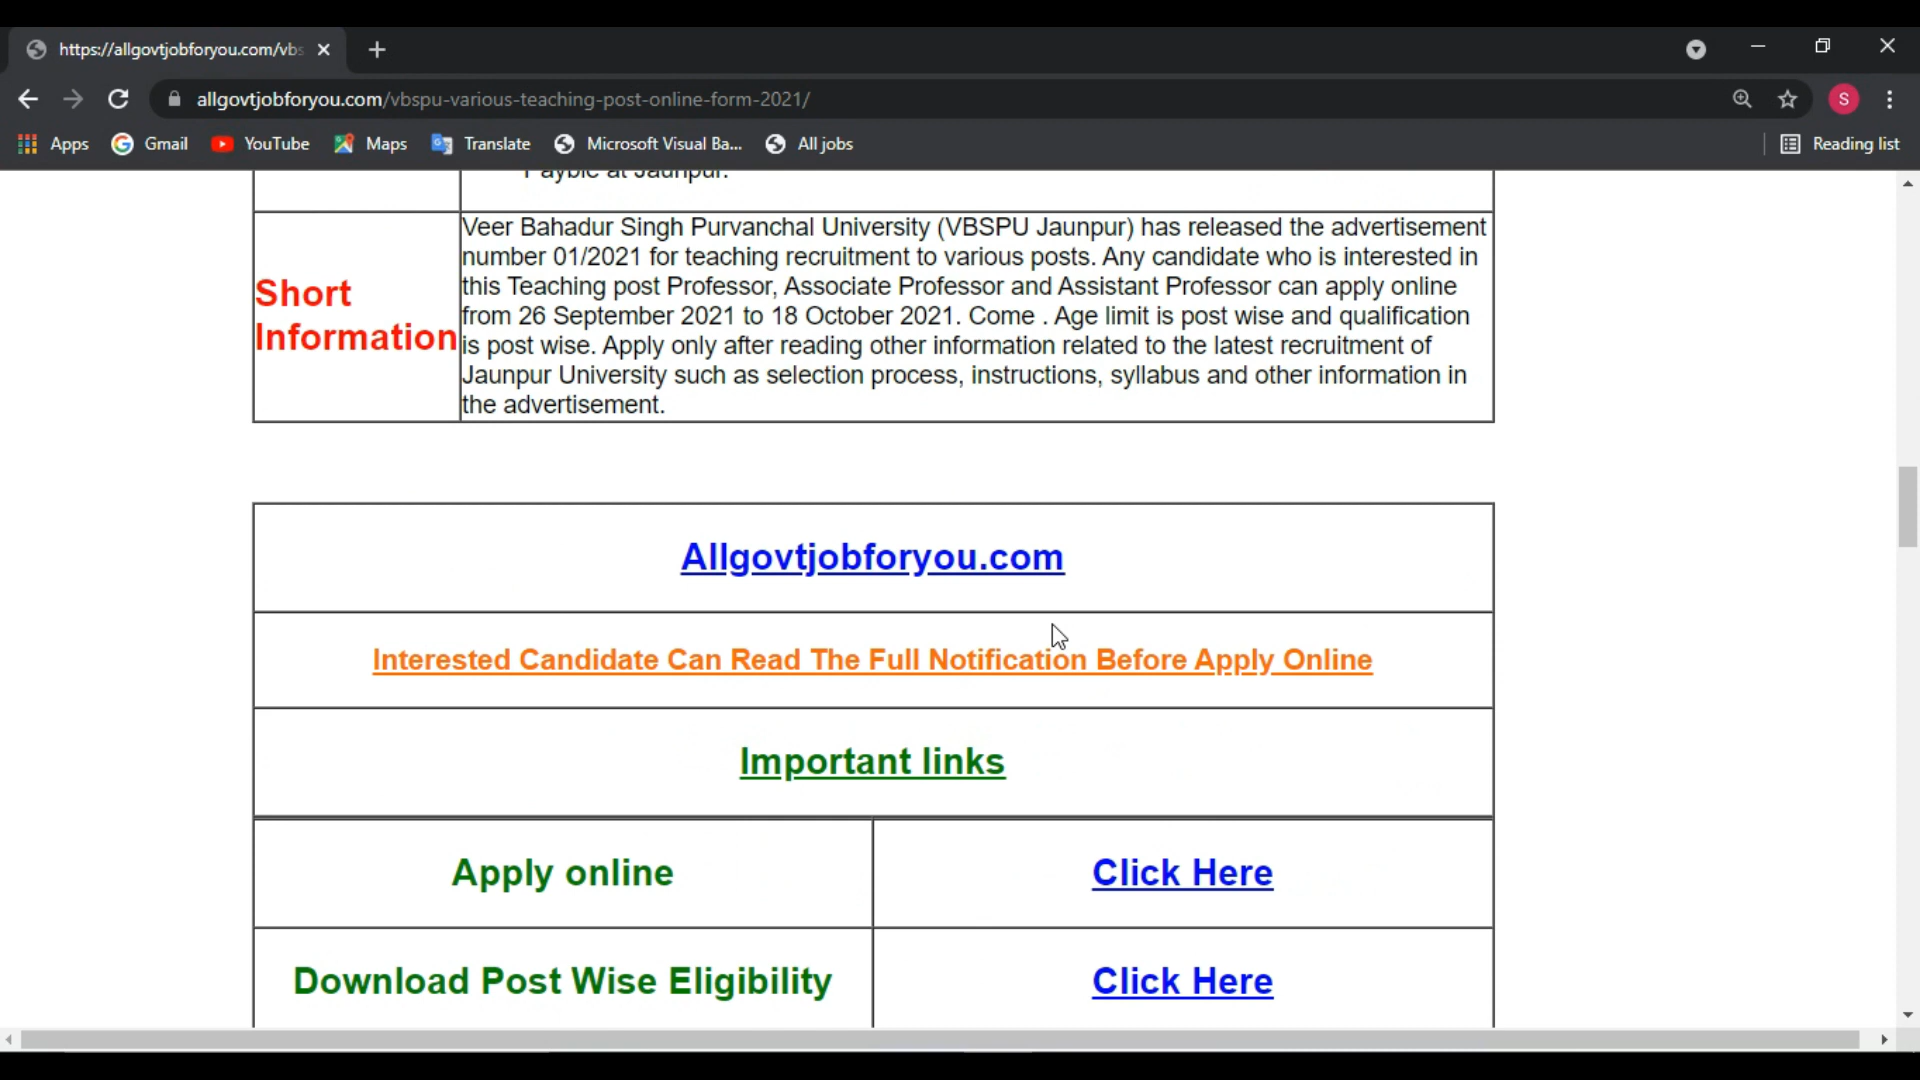 https://allgovtjobforyou.com/vbs
allgovtjobforyou.com/vbspu-various-teaching-post-online-form-2021/
S
Apps
Gmail
YouTube
Maps
Translate
Microsoft Visual Ba...
All jobs
Reading list
Payble at Jaunpur.
Short
Information
Veer Bahadur Singh Purvanchal University (VBSPU Jaunpur) has released the advertisement
number 01/2021 for teaching recruitment to various posts. Any candidate who is interested in
this Teaching post Professor, Associate Professor and Assistant Professor can apply online
from 26 September 2021 to 18 October 2021. Come . Age limit is post wise and qualification
is post wise. Apply only after reading other information related to the latest recruitment of
Jaunpur University such as selection process, instructions, syllabus and other information in
the advertisement.
Allgovtjobforyou.com
Interested Candidate Can Read The Full Notification Before Apply Online
Important links
Apply online
Click Here
Download Post Wise Eligibility
Click Here